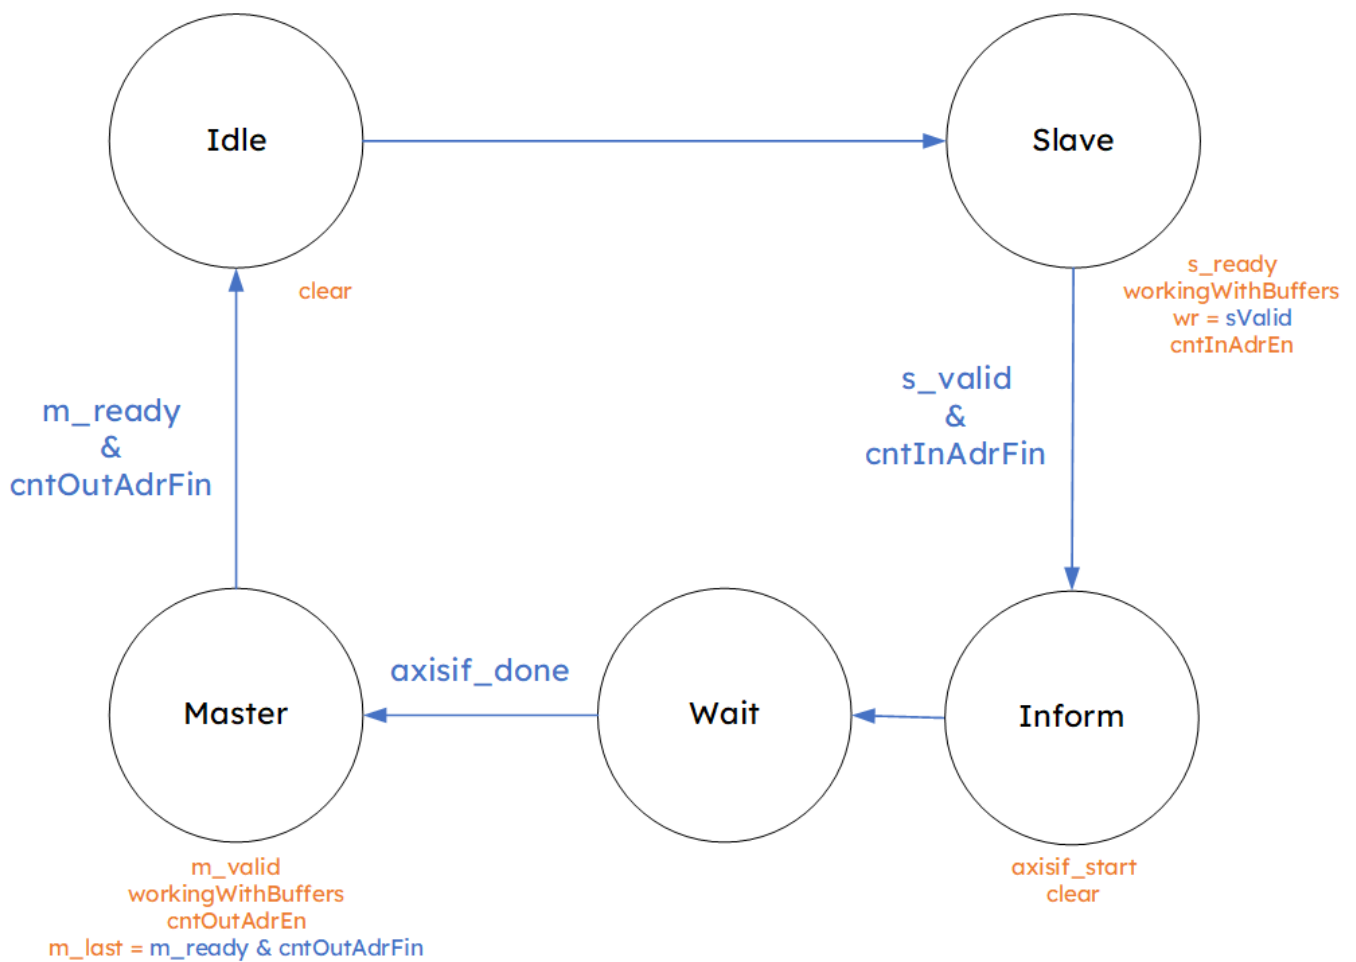 Idle
Slave
clear
s_ready
workingWithBuffers
wr = sValid
cntInAdrEn
m_ready
&
cntOutAdrFin
s_valid
&
cntInAdrFin
axisif_done
Master
Wait
Inform
m_valid
workingWithBuffers
cntOutAdrEn
m_last = m_ready & cntOutAdrFin
axisif_start
clear